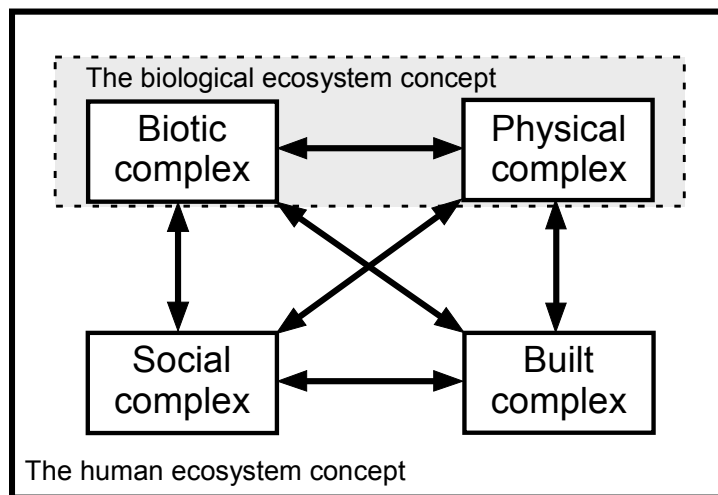 The biological ecosystem concept
Biotic
complex
Physical
complex
Social
complex
Built
complex
The human ecosystem concept